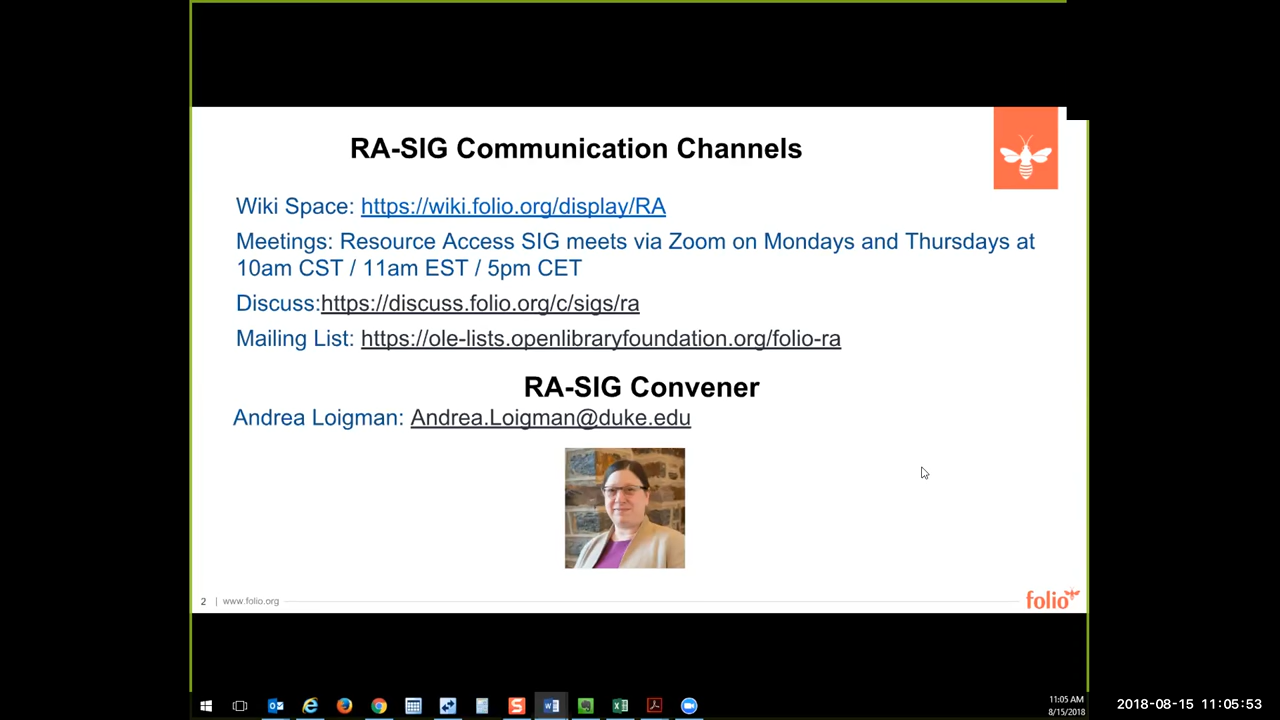 RA-SIG Communication Channels
Wiki Space: https://wiki.folio.org/display/RA
Meetings: Resource Access SIG meets via Zoom on Mondays and Thursdays at
10am CST / 11am EST / 5pm CET
Discuss:https://discuss.folio.org/c/sigs/ra
Mailing List: https://ole-lists.openlibraryfoundation.org/folio-ra
RA-SIG Convener
Andrea Loigman: Andrea.Loigman@duke.edu
2 | www.folio.org
folio
11:05 AM
8/15/2018
2018-08-15 11:05:53